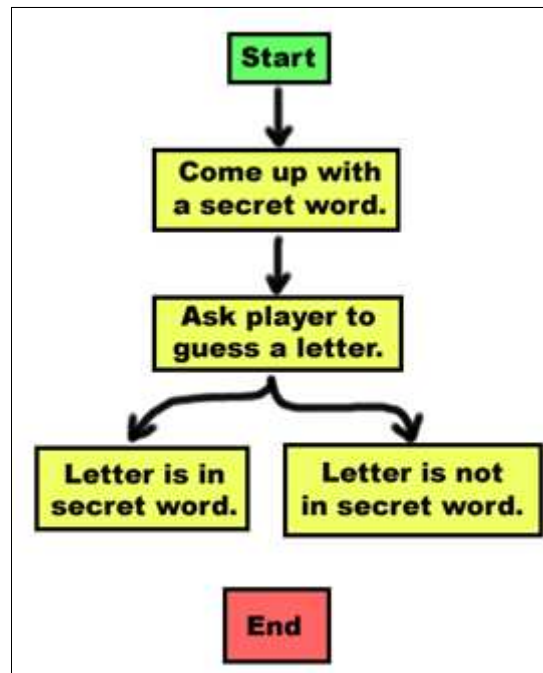 Start
Come up with
a secret word.
Ask player to
guess a letter.
Letter is in
secret word.
Letter is not
in secret word.
End